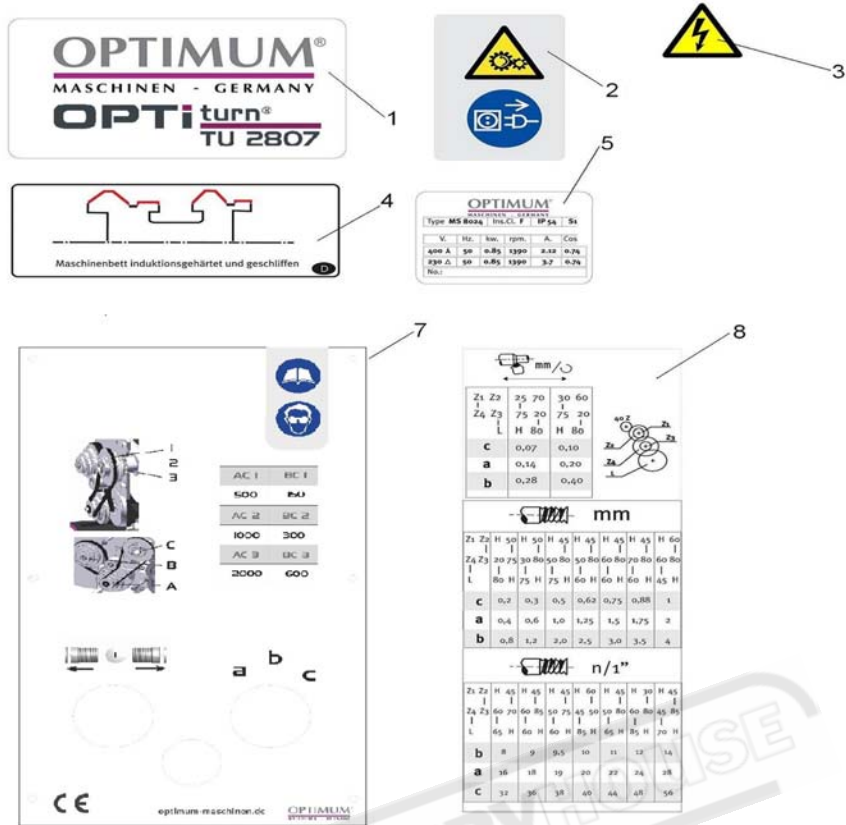 OPTIMUM®
MASCHINEN - GERMANY
OPTi turn®
TU 2807
1
2
3
Maschinenbett induktionsgehärtet und geschliffen D
4
OPTIMUM
MASCHINEN - GERMANY
Type MS 8024 Ins.Cl. F IP 54 S1
V. Hz. kw. rpm. A. Cos
400 Y 50 0.85 1390 2.12 0.74
230 △ 50 0.85 1390 3.7 0.74
No.:
5
7
1
2
3
C
B
A
AC 1 BC 1
500 150
AC 2 BC 2
1000 300
AC 3 BC 3
2000 600
a b c
CE
optimum-maschinen.de OPTIMUM
8
mm/
Z1 Z2 25 70 30 60
Z4 Z3 75 20 75 20
L H 80 H 80
c 0,07 0,10
a 0,14 0,20
b 0,28 0,40
40 Z
Z1
Z2
Z3
Z4
L
mm
Z1 Z2 H 50 H 50 H 45 H 45 H 45 H 45 H 60
Z4 Z3 20 75 30 80 50 80 50 80 60 80 70 80 60 80
L 80 H 75 H 75 H 60 H 60 H 60 H 45 H
c 0,2 0,3 0,5 0,62 0,75 0,88 1
a 0,4 0,6 1,0 1,25 1,5 1,75 2
b 0,8 1,2 2,0 2,5 3,0 3,5 4
n/1"
Z1 Z2 H 45 H 45 H 45 H 60 H 45 H 30 H 45
Z4 Z3 60 70 60 85 50 75 45 50 50 80 60 80 45 85
L 65 H 60 H 60 H 85 H 65 H 85 H 70 H
b 8 9 9,5 10 11 12 14
a 16 18 19 20 22 24 28
c 32 36 38 40 44 48 56